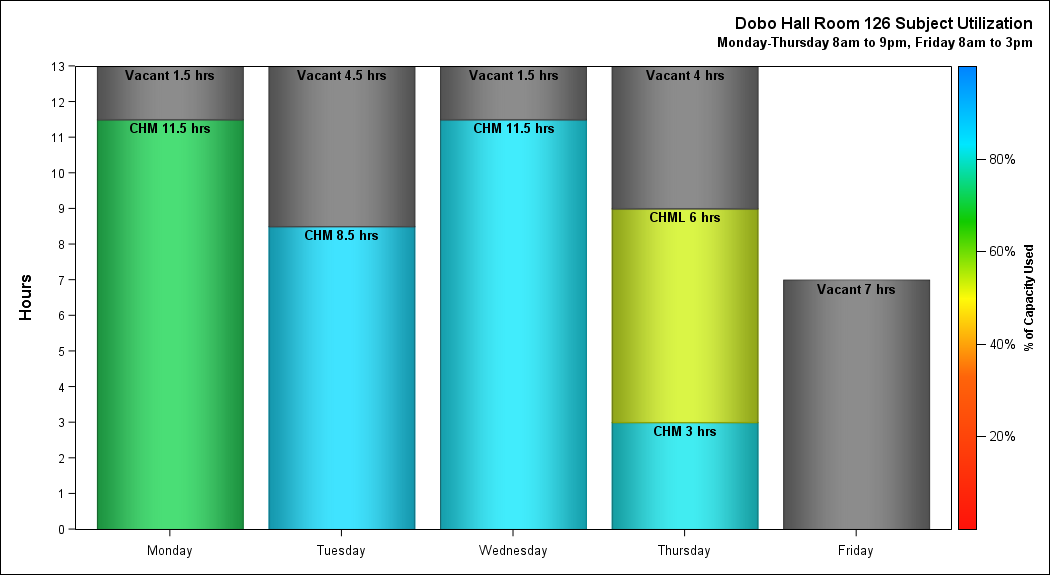 Dobo Hall Room 126 Subject Utilization
Monday-Thursday 8am to 9pm, Friday 8am to 3pm
Hours
13
12
11
10
9
8
7
6
5
4
3
2
1
0
Vacant 1.5 hrs
CHM 11.5 hrs
Vacant 4.5 hrs
CHM 8.5 hrs
Vacant 1.5 hrs
CHM 11.5 hrs
Vacant 4 hrs
CHML 6 hrs
CHM 3 hrs
Vacant 7 hrs
Monday
Tuesday
Wednesday
Thursday
Friday
80%
60%
40%
20%
% of Capacity Used